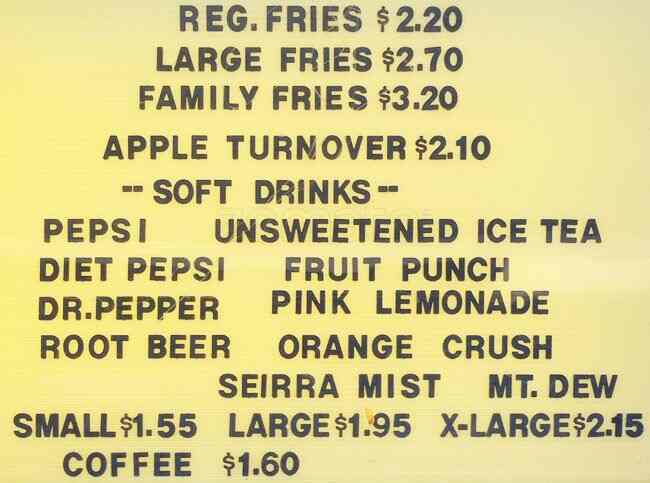 REG. FRIES $2.20
LARGE FRIES $2.70
FAMILY FRIES $3.20
APPLE TURNOVER $2.10
-- SOFT DRINKS --
PEPSI UNSWEETENED ICE TEA
DIET PEPSI FRUIT PUNCH
DR.PEPPER PINK LEMONADE
ROOT BEER ORANGE CRUSH
SEIRRA MIST MT. DEW
SMALL $1.55 LARGE $1.95 X-LARGE $2.15
COFFEE $1.60